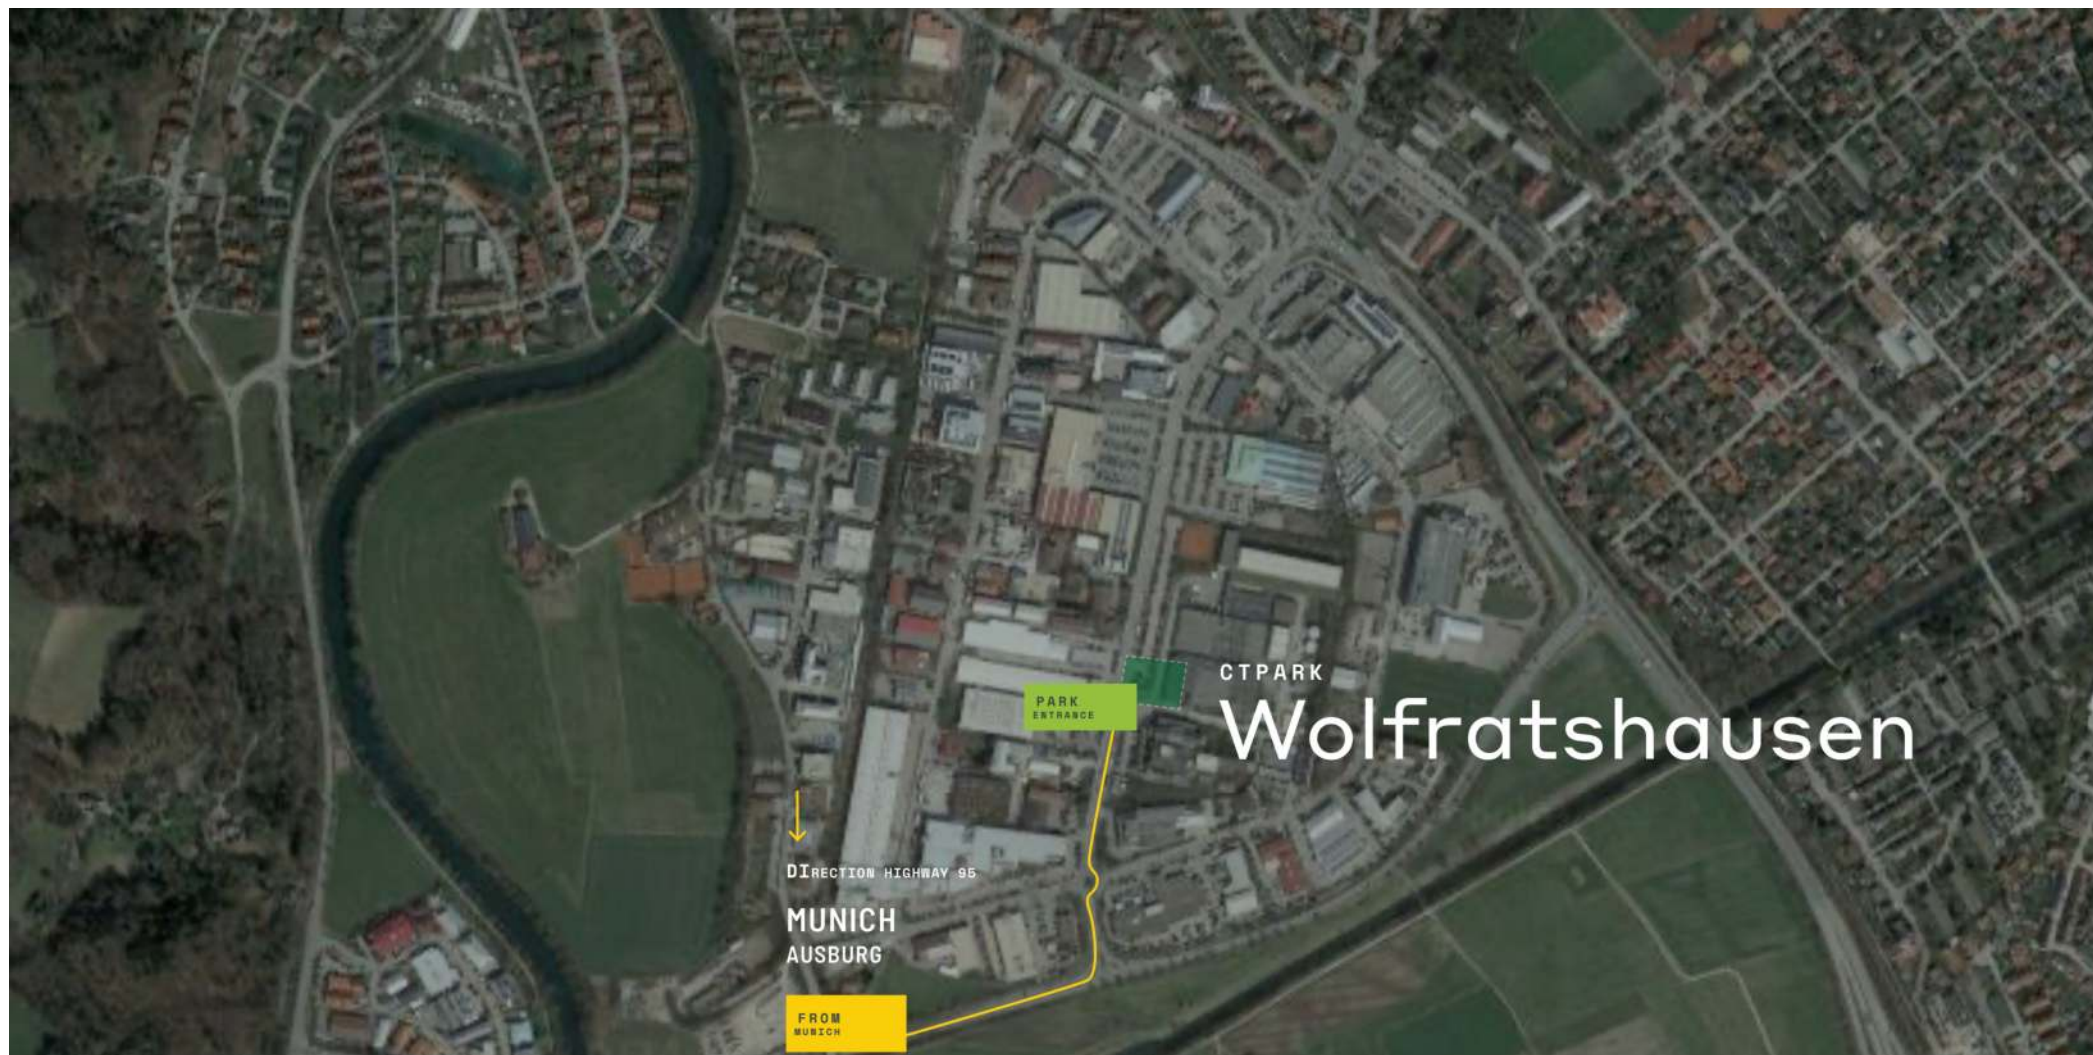 CTPARK
Wolfratshausen
PARK
ENTRANCE
DIRECTION HIGHWAY 95
MUNICH
AUSBURG
FROM
MUNICH